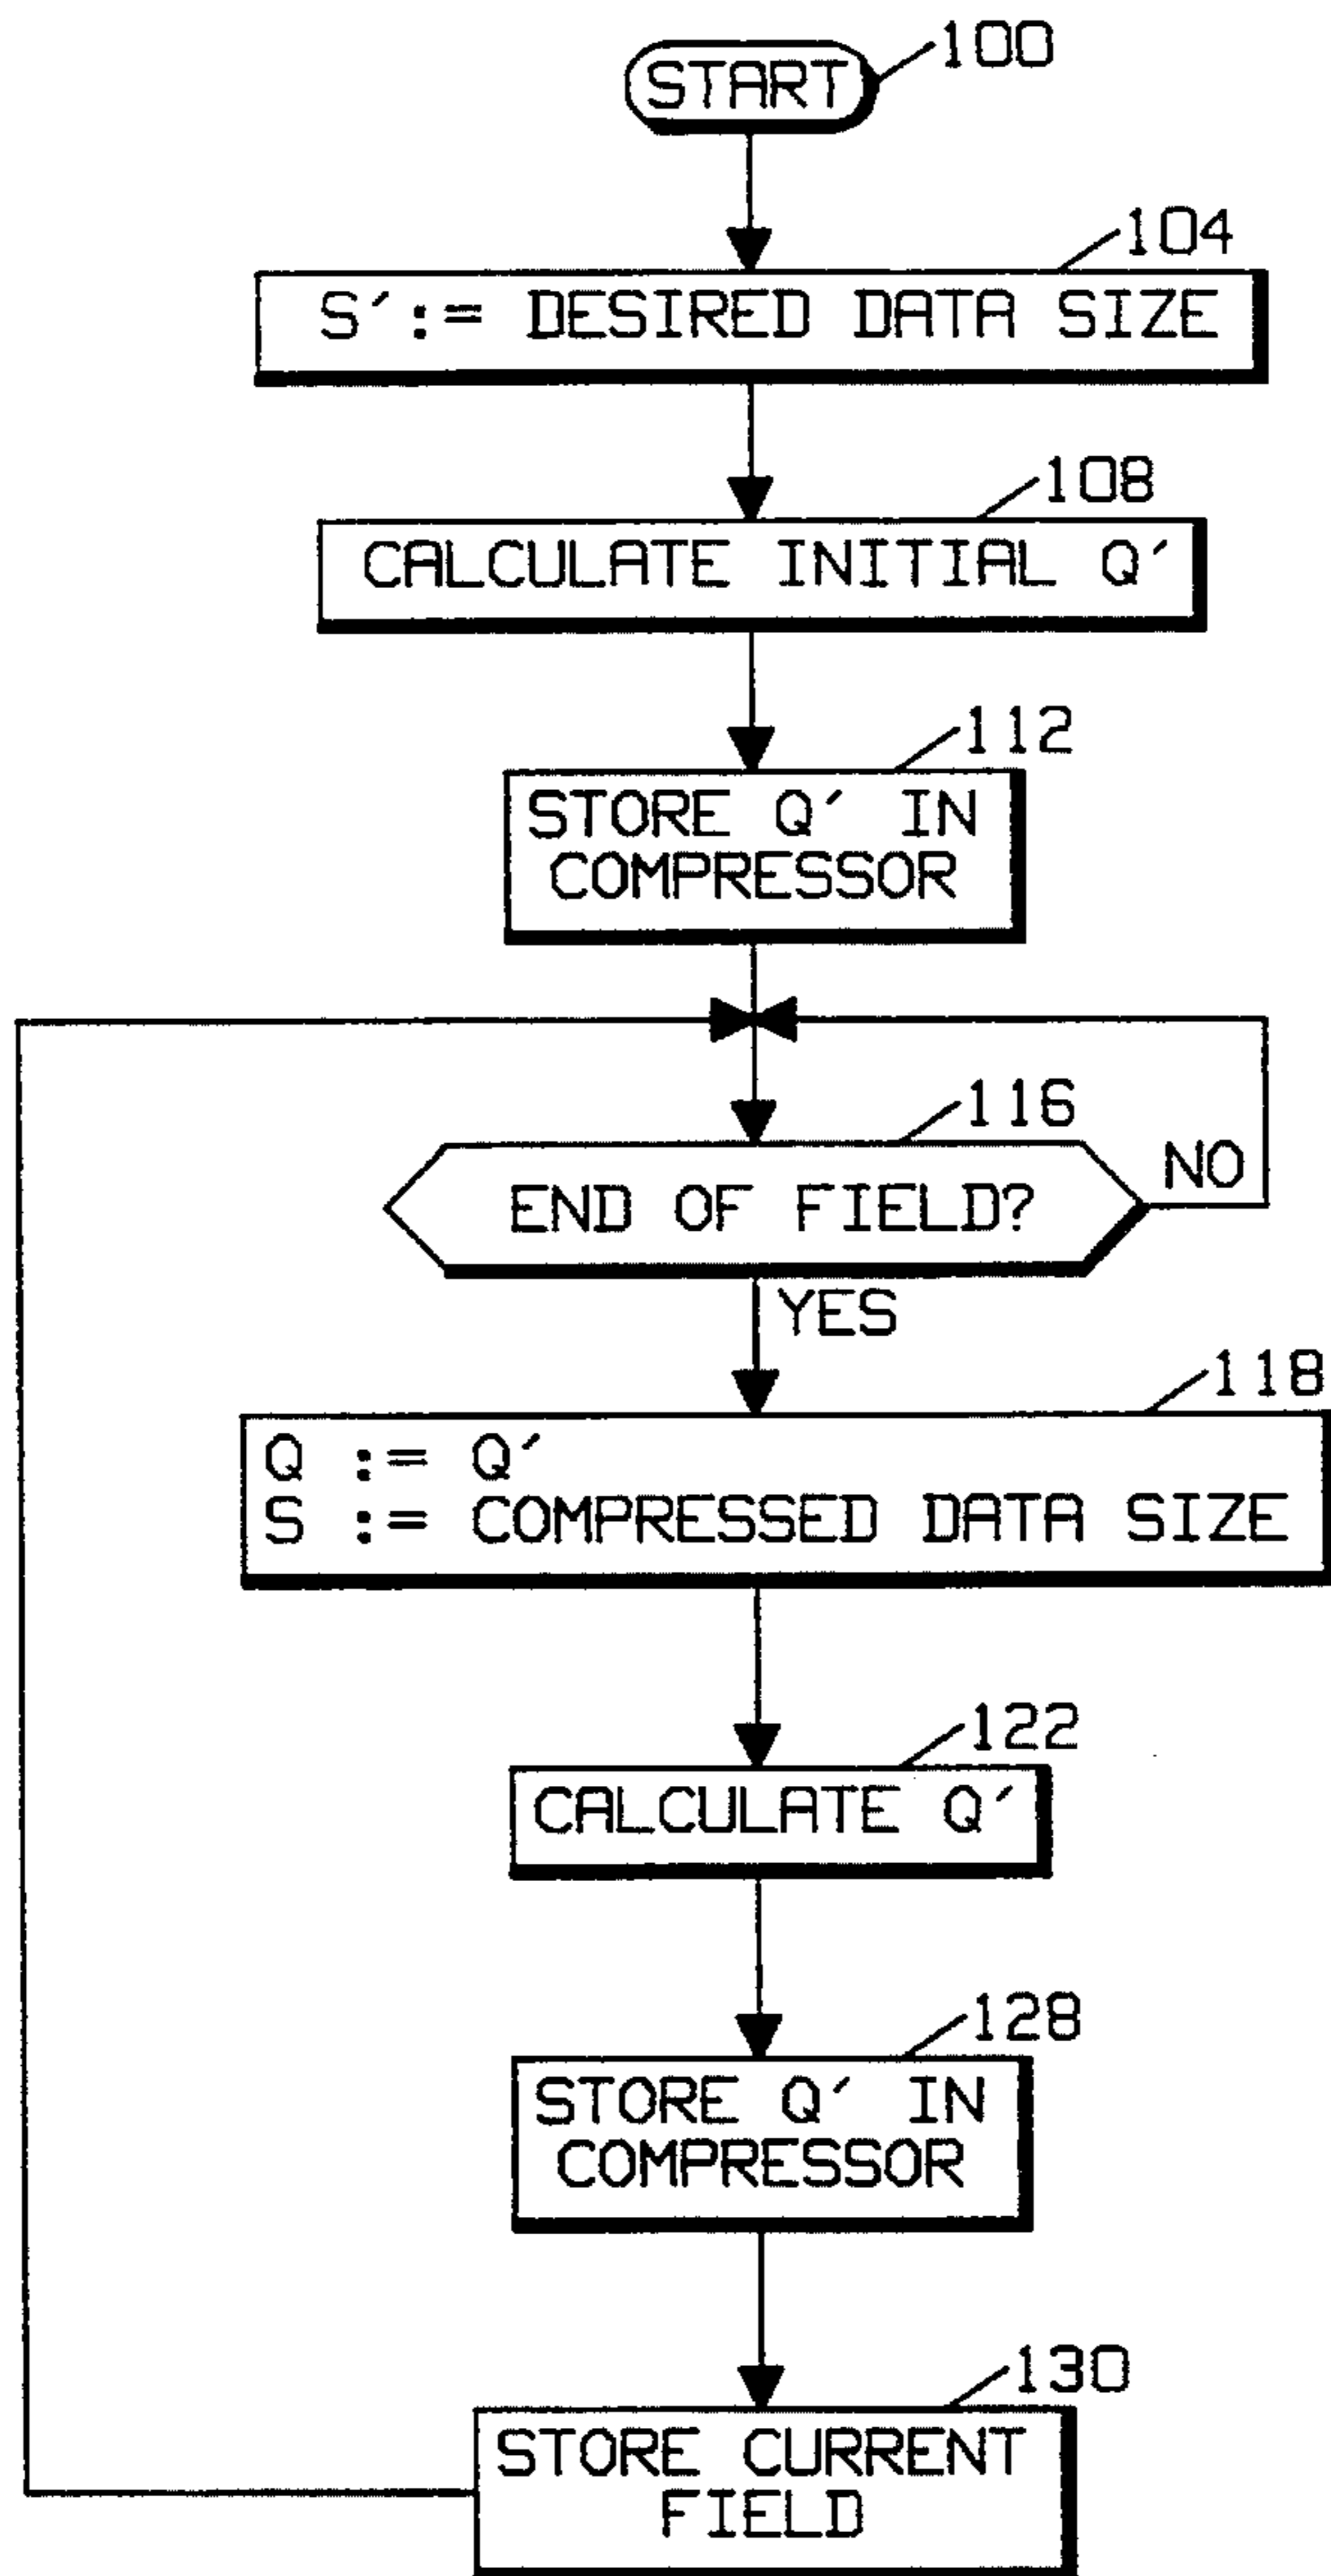 100
START
104
S′:= DESIRED DATA SIZE
108
CALCULATE INITIAL Q′
112
STORE Q′ IN
COMPRESSOR
116
END OF FIELD?
NO
YES
118
Q := Q′
S := COMPRESSED DATA SIZE
122
CALCULATE Q′
128
STORE Q′ IN
COMPRESSOR
130
STORE CURRENT
FIELD